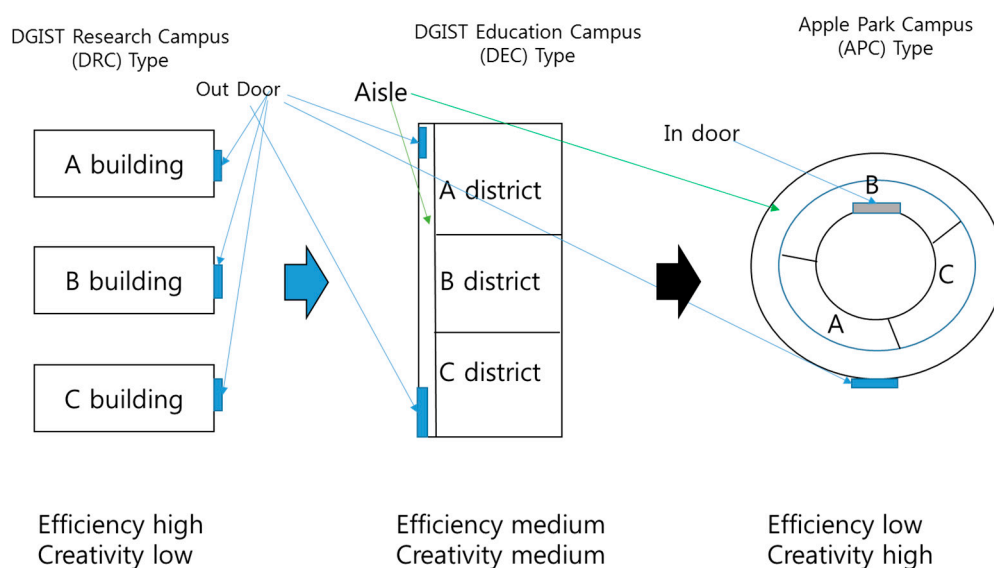 DGIST Research Campus
(DRC) Type
DGIST Education Campus
(DEC) Type
Apple Park Campus
(APC) Type
Out Door
Aisle
In door
A building
B building
C building
A district
B district
C district
B
C
A
Efficiency high
Creativity low
Efficiency medium
Creativity medium
Efficiency low
Creativity high